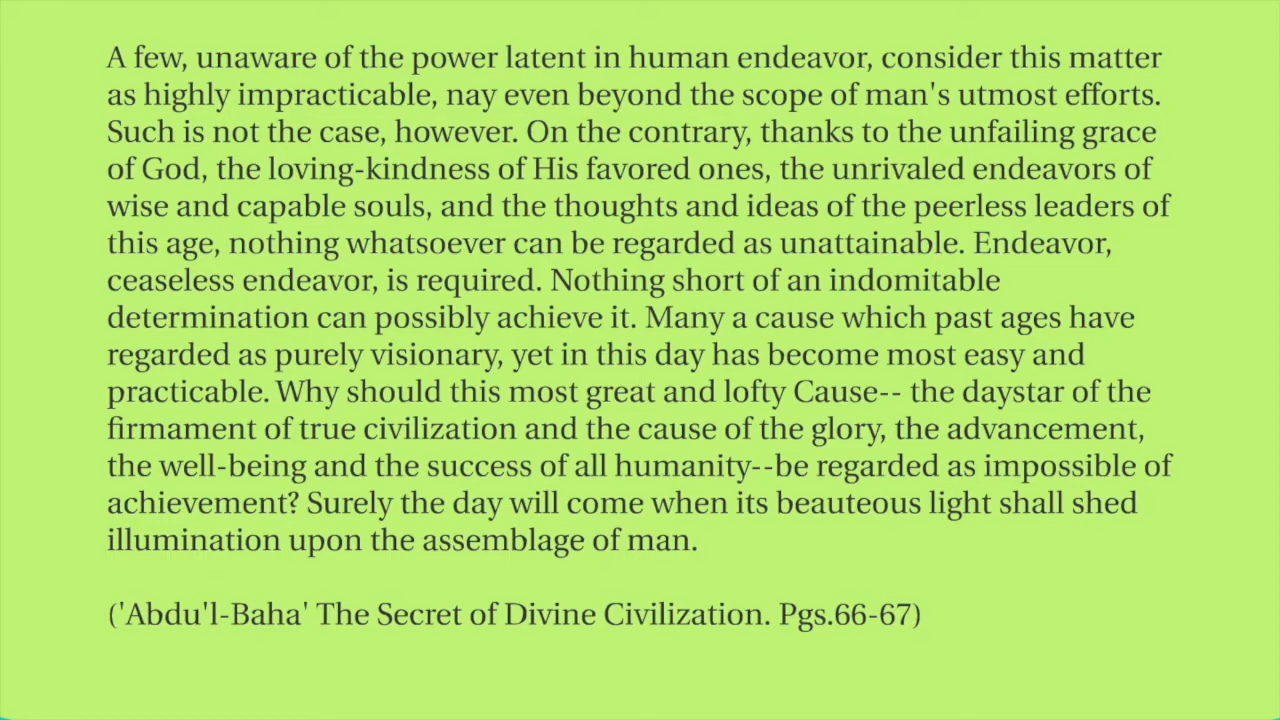 A few, unaware of the power latent in human endeavor, consider this matter
as highly impracticable, nay even beyond the scope of man's utmost efforts.
Such is not the case, however. On the contrary, thanks to the unfailing grace
of God, the loving-kindness of His favored ones, the unrivaled endeavors of
wise and capable souls, and the thoughts and ideas of the peerless leaders of
this age, nothing whatsoever can be regarded as unattainable. Endeavor,
ceaseless endeavor, is required. Nothing short of an indomitable
determination can possibly achieve it. Many a cause which past ages have
regarded as purely visionary, yet in this day has become most easy and
practicable. Why should this most great and lofty Cause-- the daystar of the
firmament of true civilization and the cause of the glory, the advancement,
the well-being and the success of all humanity--be regarded as impossible of
achievement? Surely the day will come when its beauteous light shall shed
illumination upon the assemblage of man.
('Abdu'l-Baha' The Secret of Divine Civilization. Pgs.66-67)